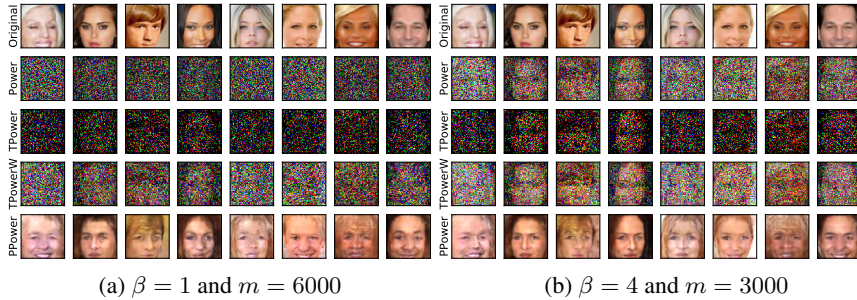 Original
Power
TPower
TPowerW
PPower
Original
Power
TPower
TPowerW
PPower
(a) β = 1 and m = 6000
(b) β = 4 and m = 3000